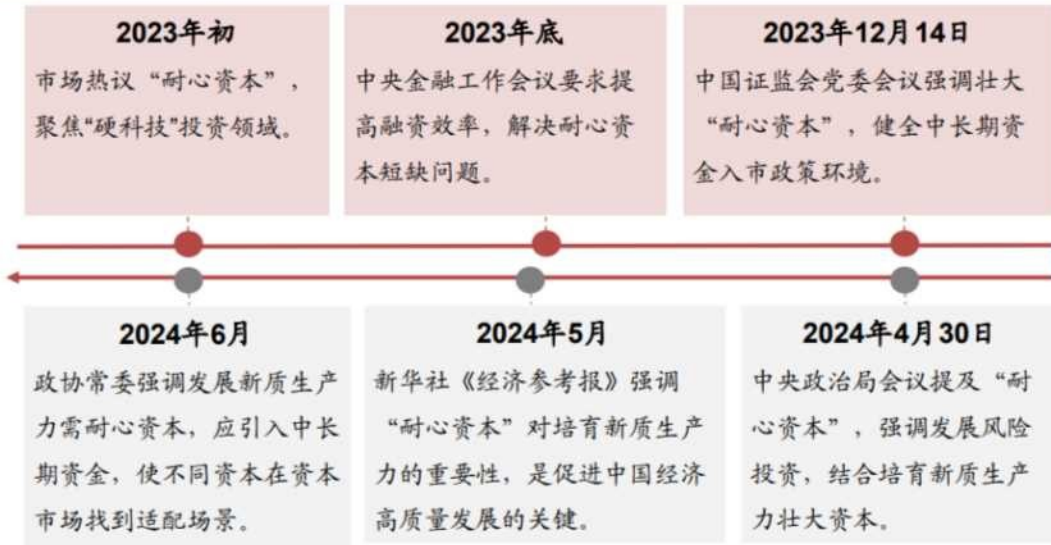 2023年初
市场热议“耐心资本”，
聚焦“硬科技”投资领域。
2023年底
中央金融工作会议要求提
高融资效率，解决耐心资
本短缺问题。
2023年12月14日
中国证监会党委会议强调壮大
“耐心资本”，健全中长期资
金入市政策环境。
2024年6月
政协常委强调发展新质生产
力需耐心资本，应引入中长
期资金，使不同资本在资本
市场找到适配场景。
2024年5月
新华社《经济参考报》强调
“耐心资本”对培育新质生产
力的重要性，是促进中国经济
高质量发展的关键。
2024年4月30日
中央政治局会议提及“耐
心资本”，强调发展风险
投资，结合培育新质生产
力壮大资本。